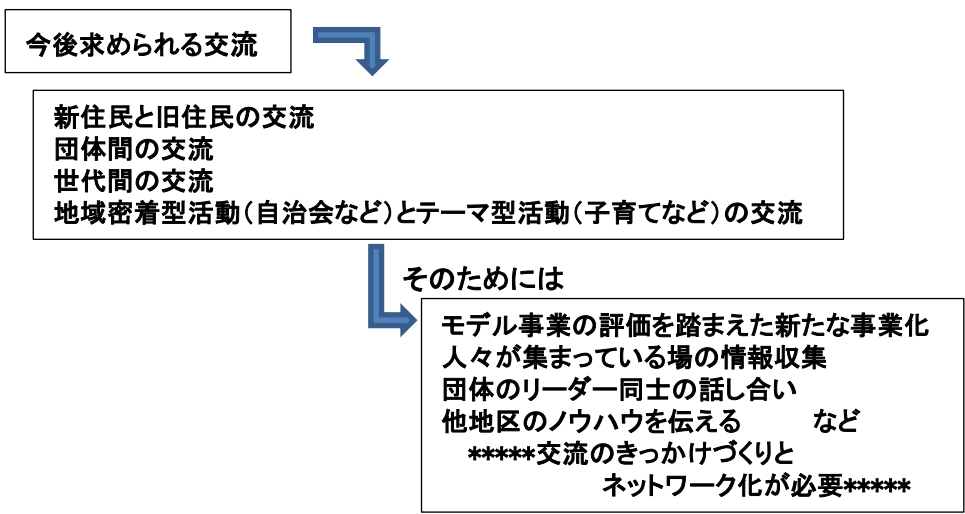 今後求められる交流
新住民と旧住民の交流
団体間の交流
世代間の交流
地域密着型活動（自治会など）とテーマ型活動（子育てなど）の交流
そのためには
モデル事業の評価を踏まえた新たな事業化
人々が集まっている場の情報収集
団体のリーダー同士の話し合い
他地区のノウハウを伝える　　　など
*****交流のきっかけづくりと
ネットワーク化が必要*****